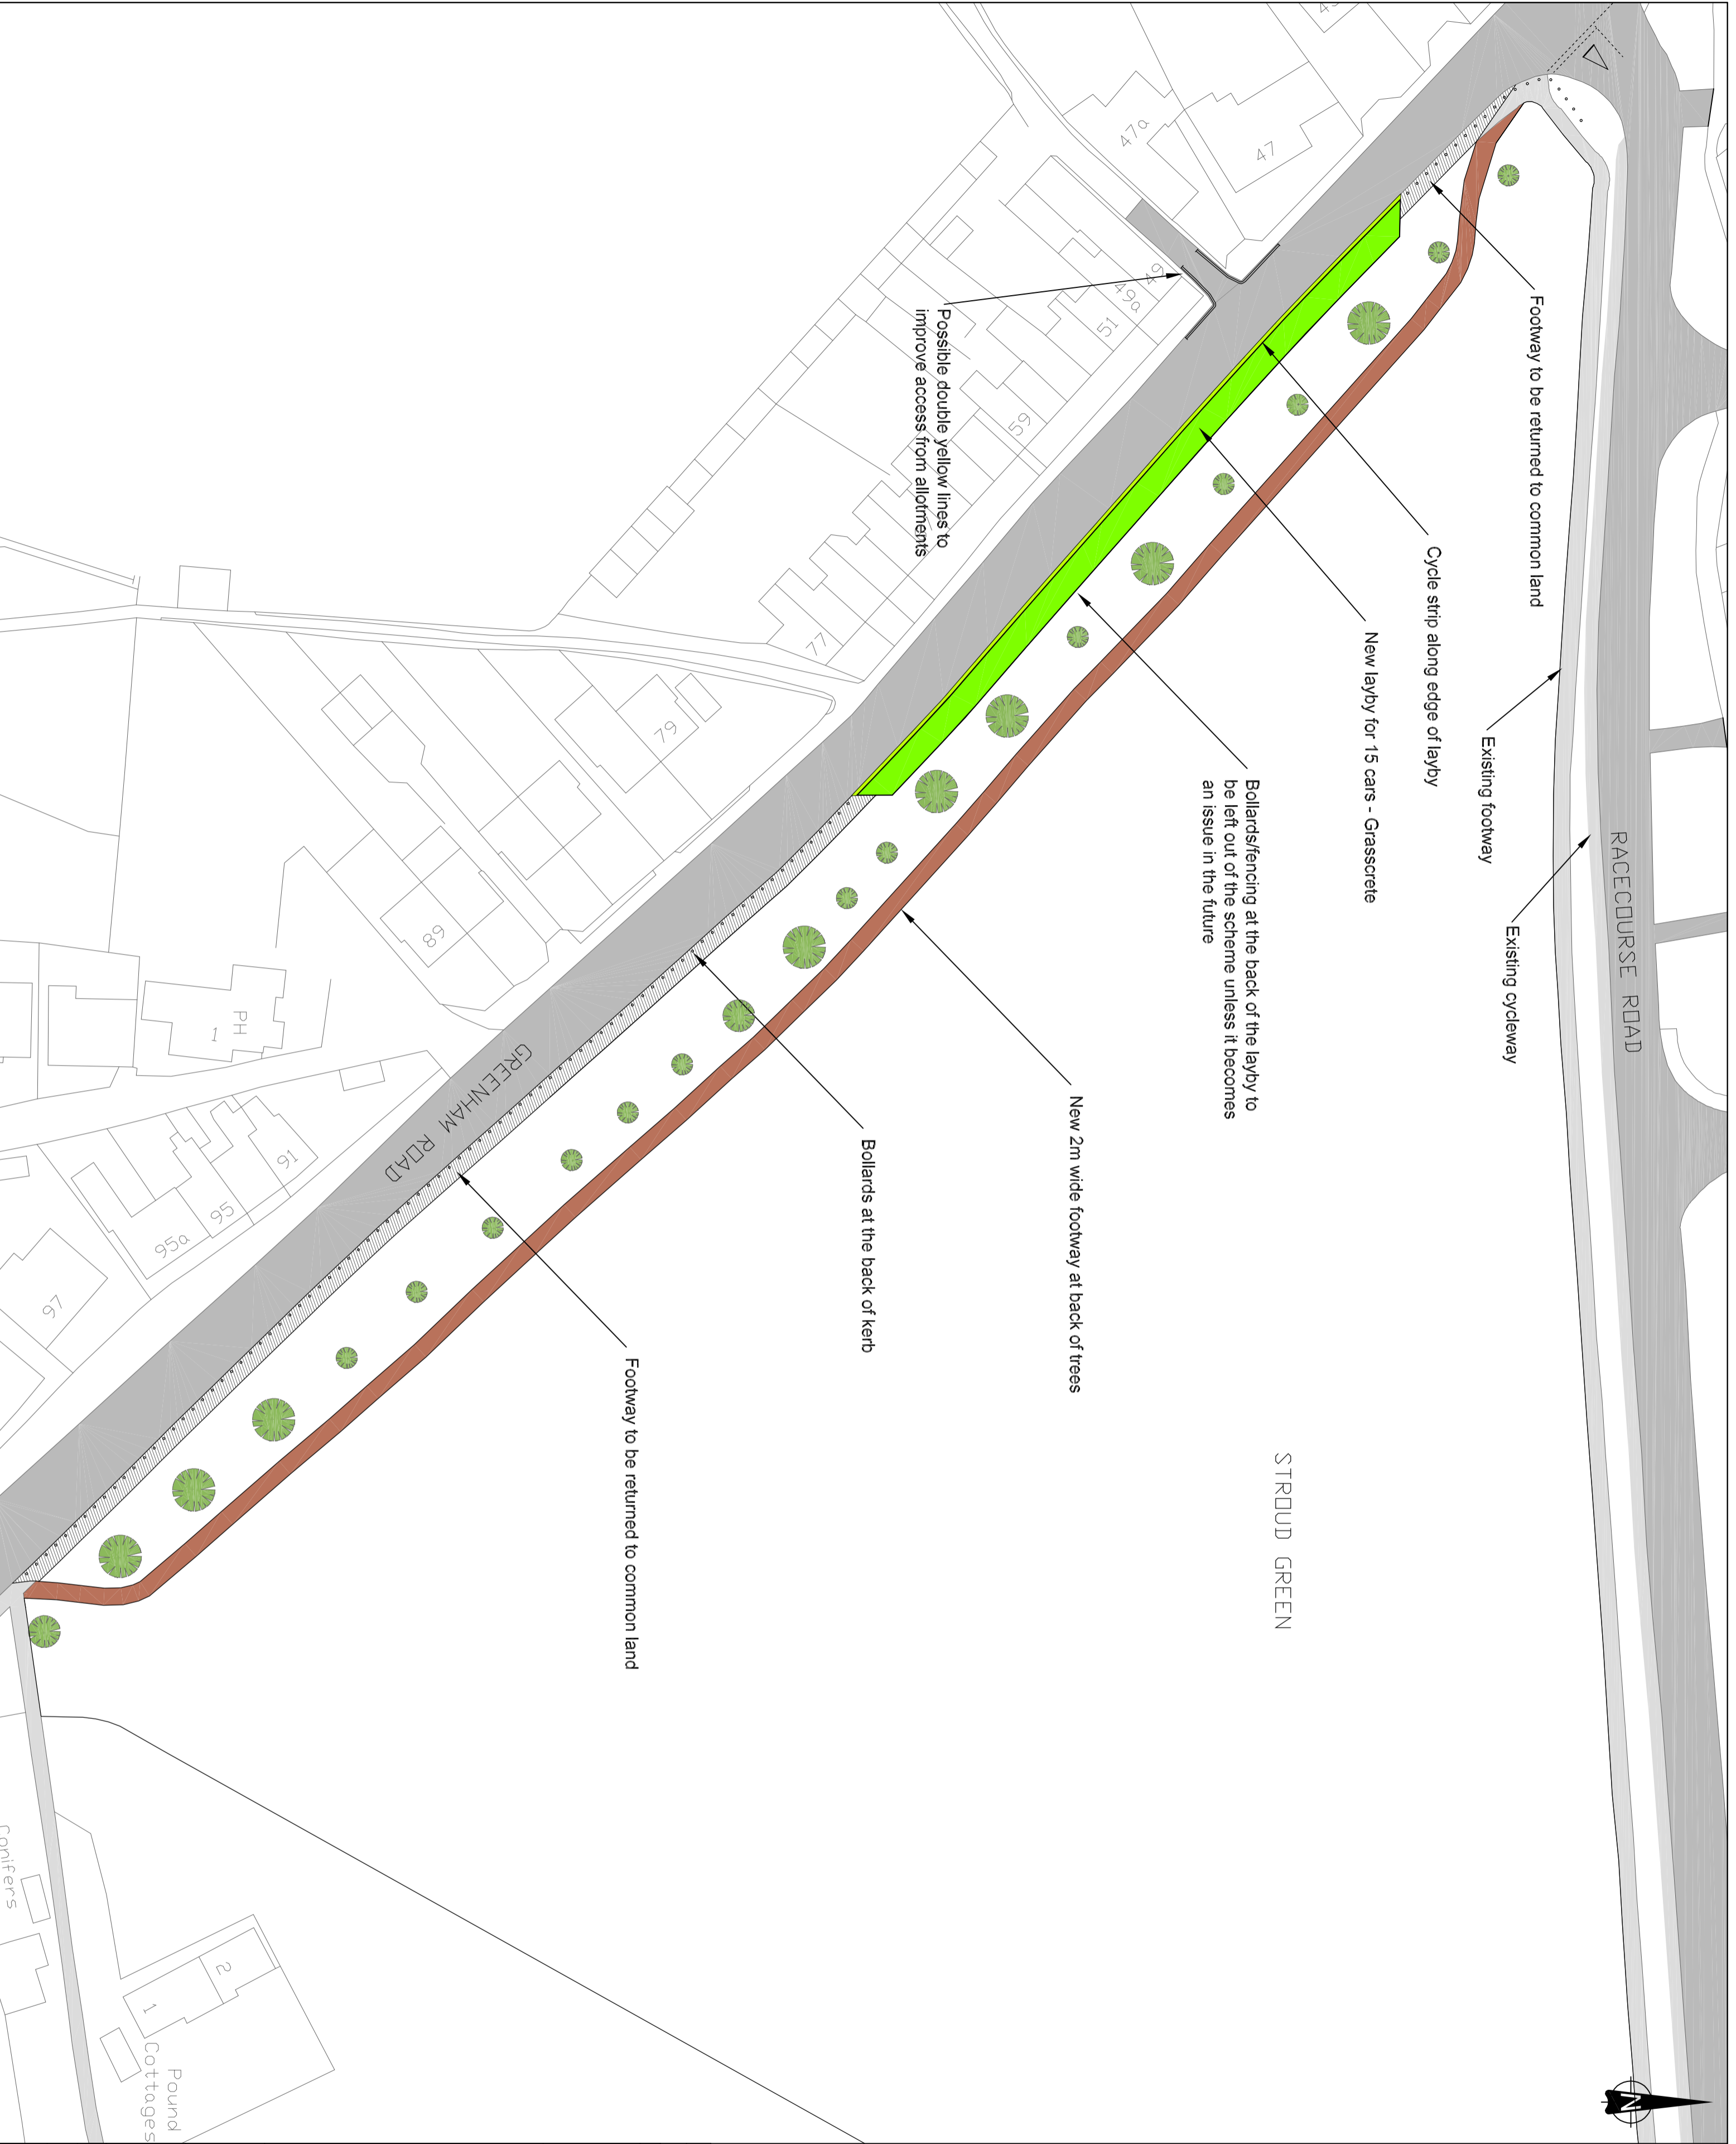 RACECOURSE ROAD
Footway to be returned to common land
Existing footway
Existing cycleway
Cycle strip along edge of layby
New layby for 15 cars - Grasscrete
Bollards/fencing at the back of the layby to
be left out of the scheme unless it becomes
an issue in the future
New 2m wide footway at back of trees
Bollards at the back of kerb
Footway to be returned to common land
STROUD GREEN
Possible double yellow lines to
improve access from allotments
GREENHAM ROAD
47a
47
49
49a
51
59
77
79
89
PH
1
91
95
95a
97
Conifers
2
1
Pound
Cottages
N